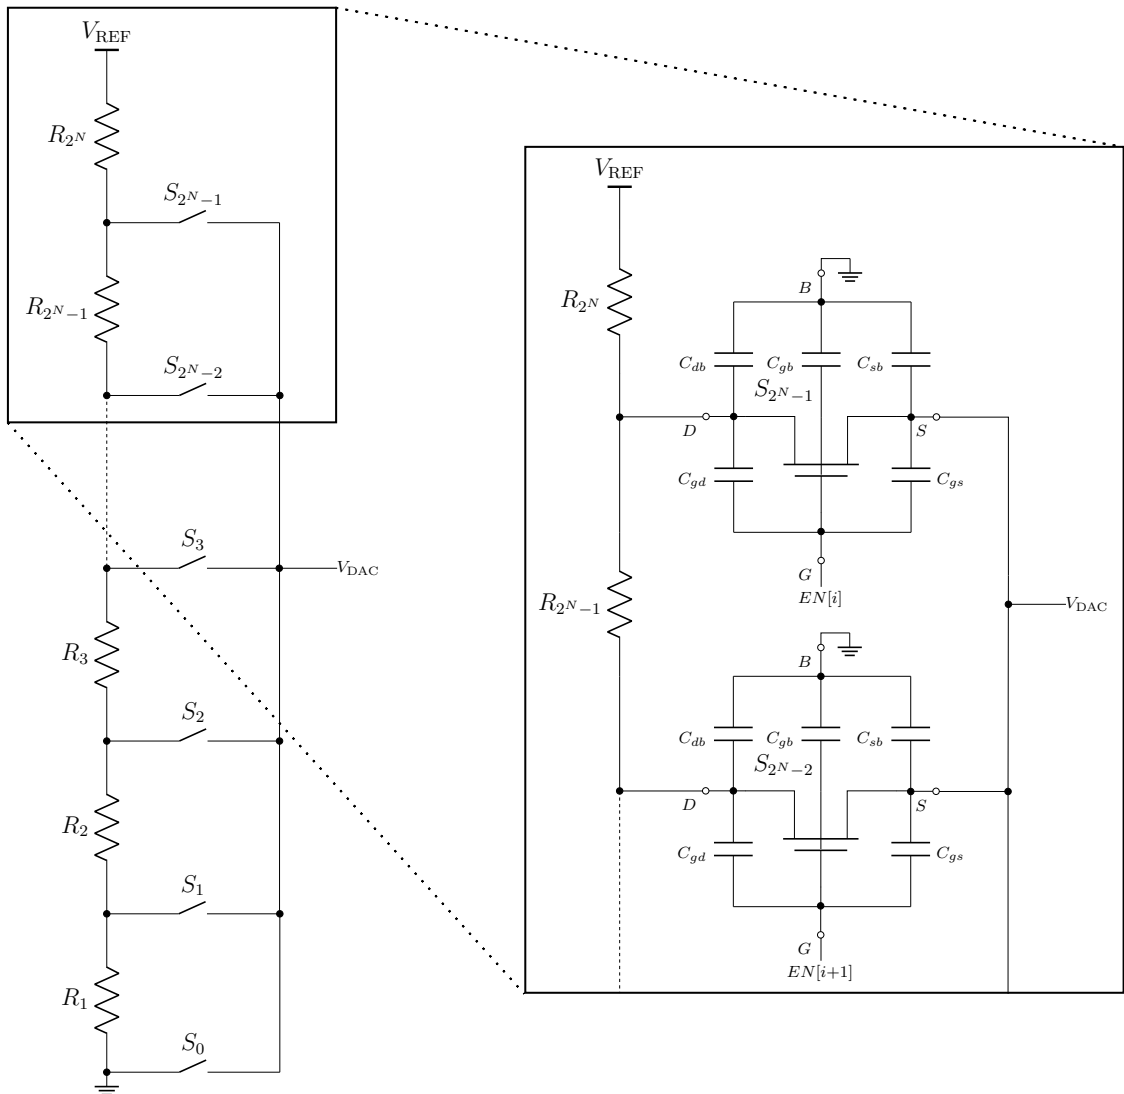 V_REF
R_{2^N}
S_{2^N−1}
R_{2^N−1}
S_{2^N−2}
S_3
V_DAC
R_3
S_2
R_2
S_1
R_1
S_0
V_REF
R_{2^N}
B
C_db
C_gb
C_sb
S_{2^N−1}
D
S
C_gd
C_gs
G
EN[i]
R_{2^N−1}
V_DAC
B
C_db
C_gb
C_sb
S_{2^N−2}
D
S
C_gd
C_gs
G
EN[i+1]